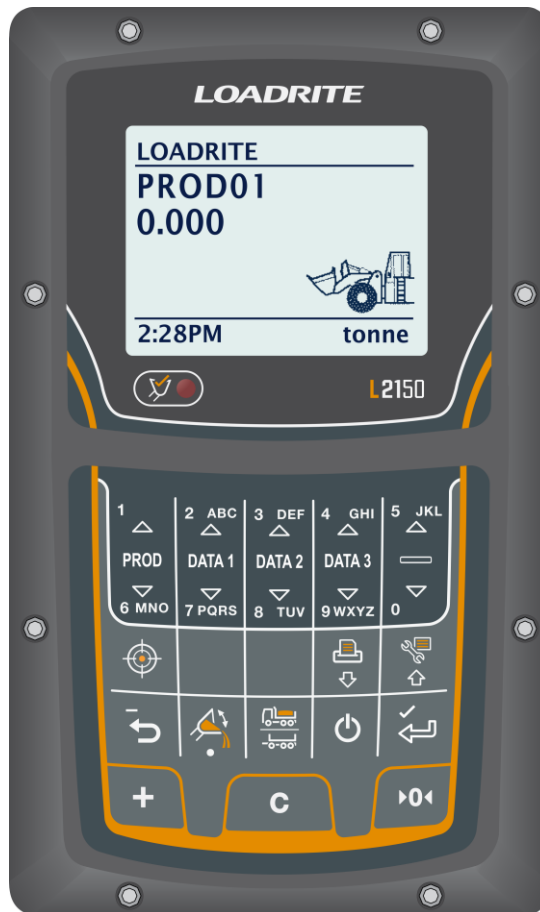 LOADRITE
LOADRITE
PROD01
0.000
2:28PM tonne
L2150
1 2 ABC 3 DEF 4 GHI 5 JKL
PROD DATA 1 DATA 2 DATA 3
6 MNO 7 PQRS 8 TUV 9 WXYZ 0
+ C 0